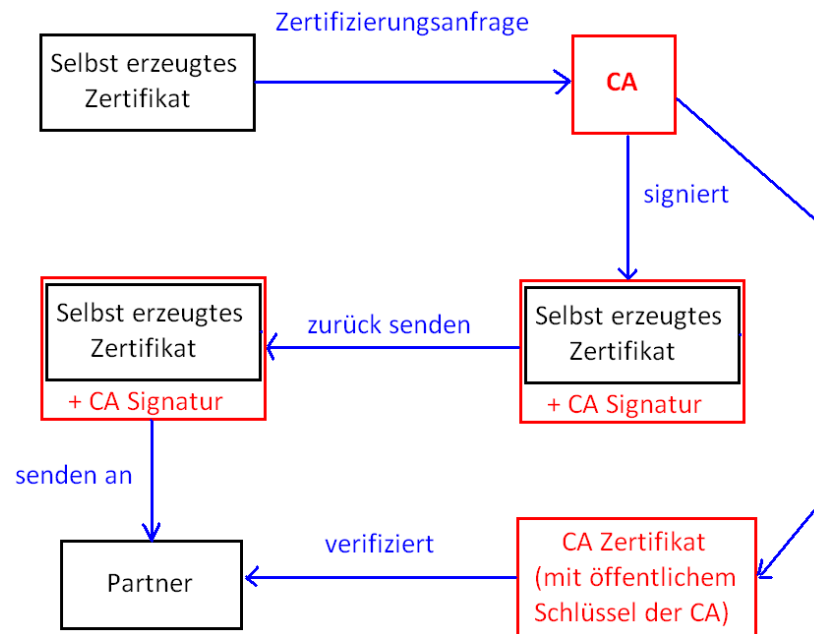 Zertifizierungsanfrage
Selbst erzeugtes
Zertifikat
CA
signiert
Selbst erzeugtes
Zertifikat
+ CA Signatur
zurück senden
Selbst erzeugtes
Zertifikat
+ CA Signatur
senden an
Partner
verifiziert
CA Zertifikat
(mit öffentlichem
Schlüssel der CA)